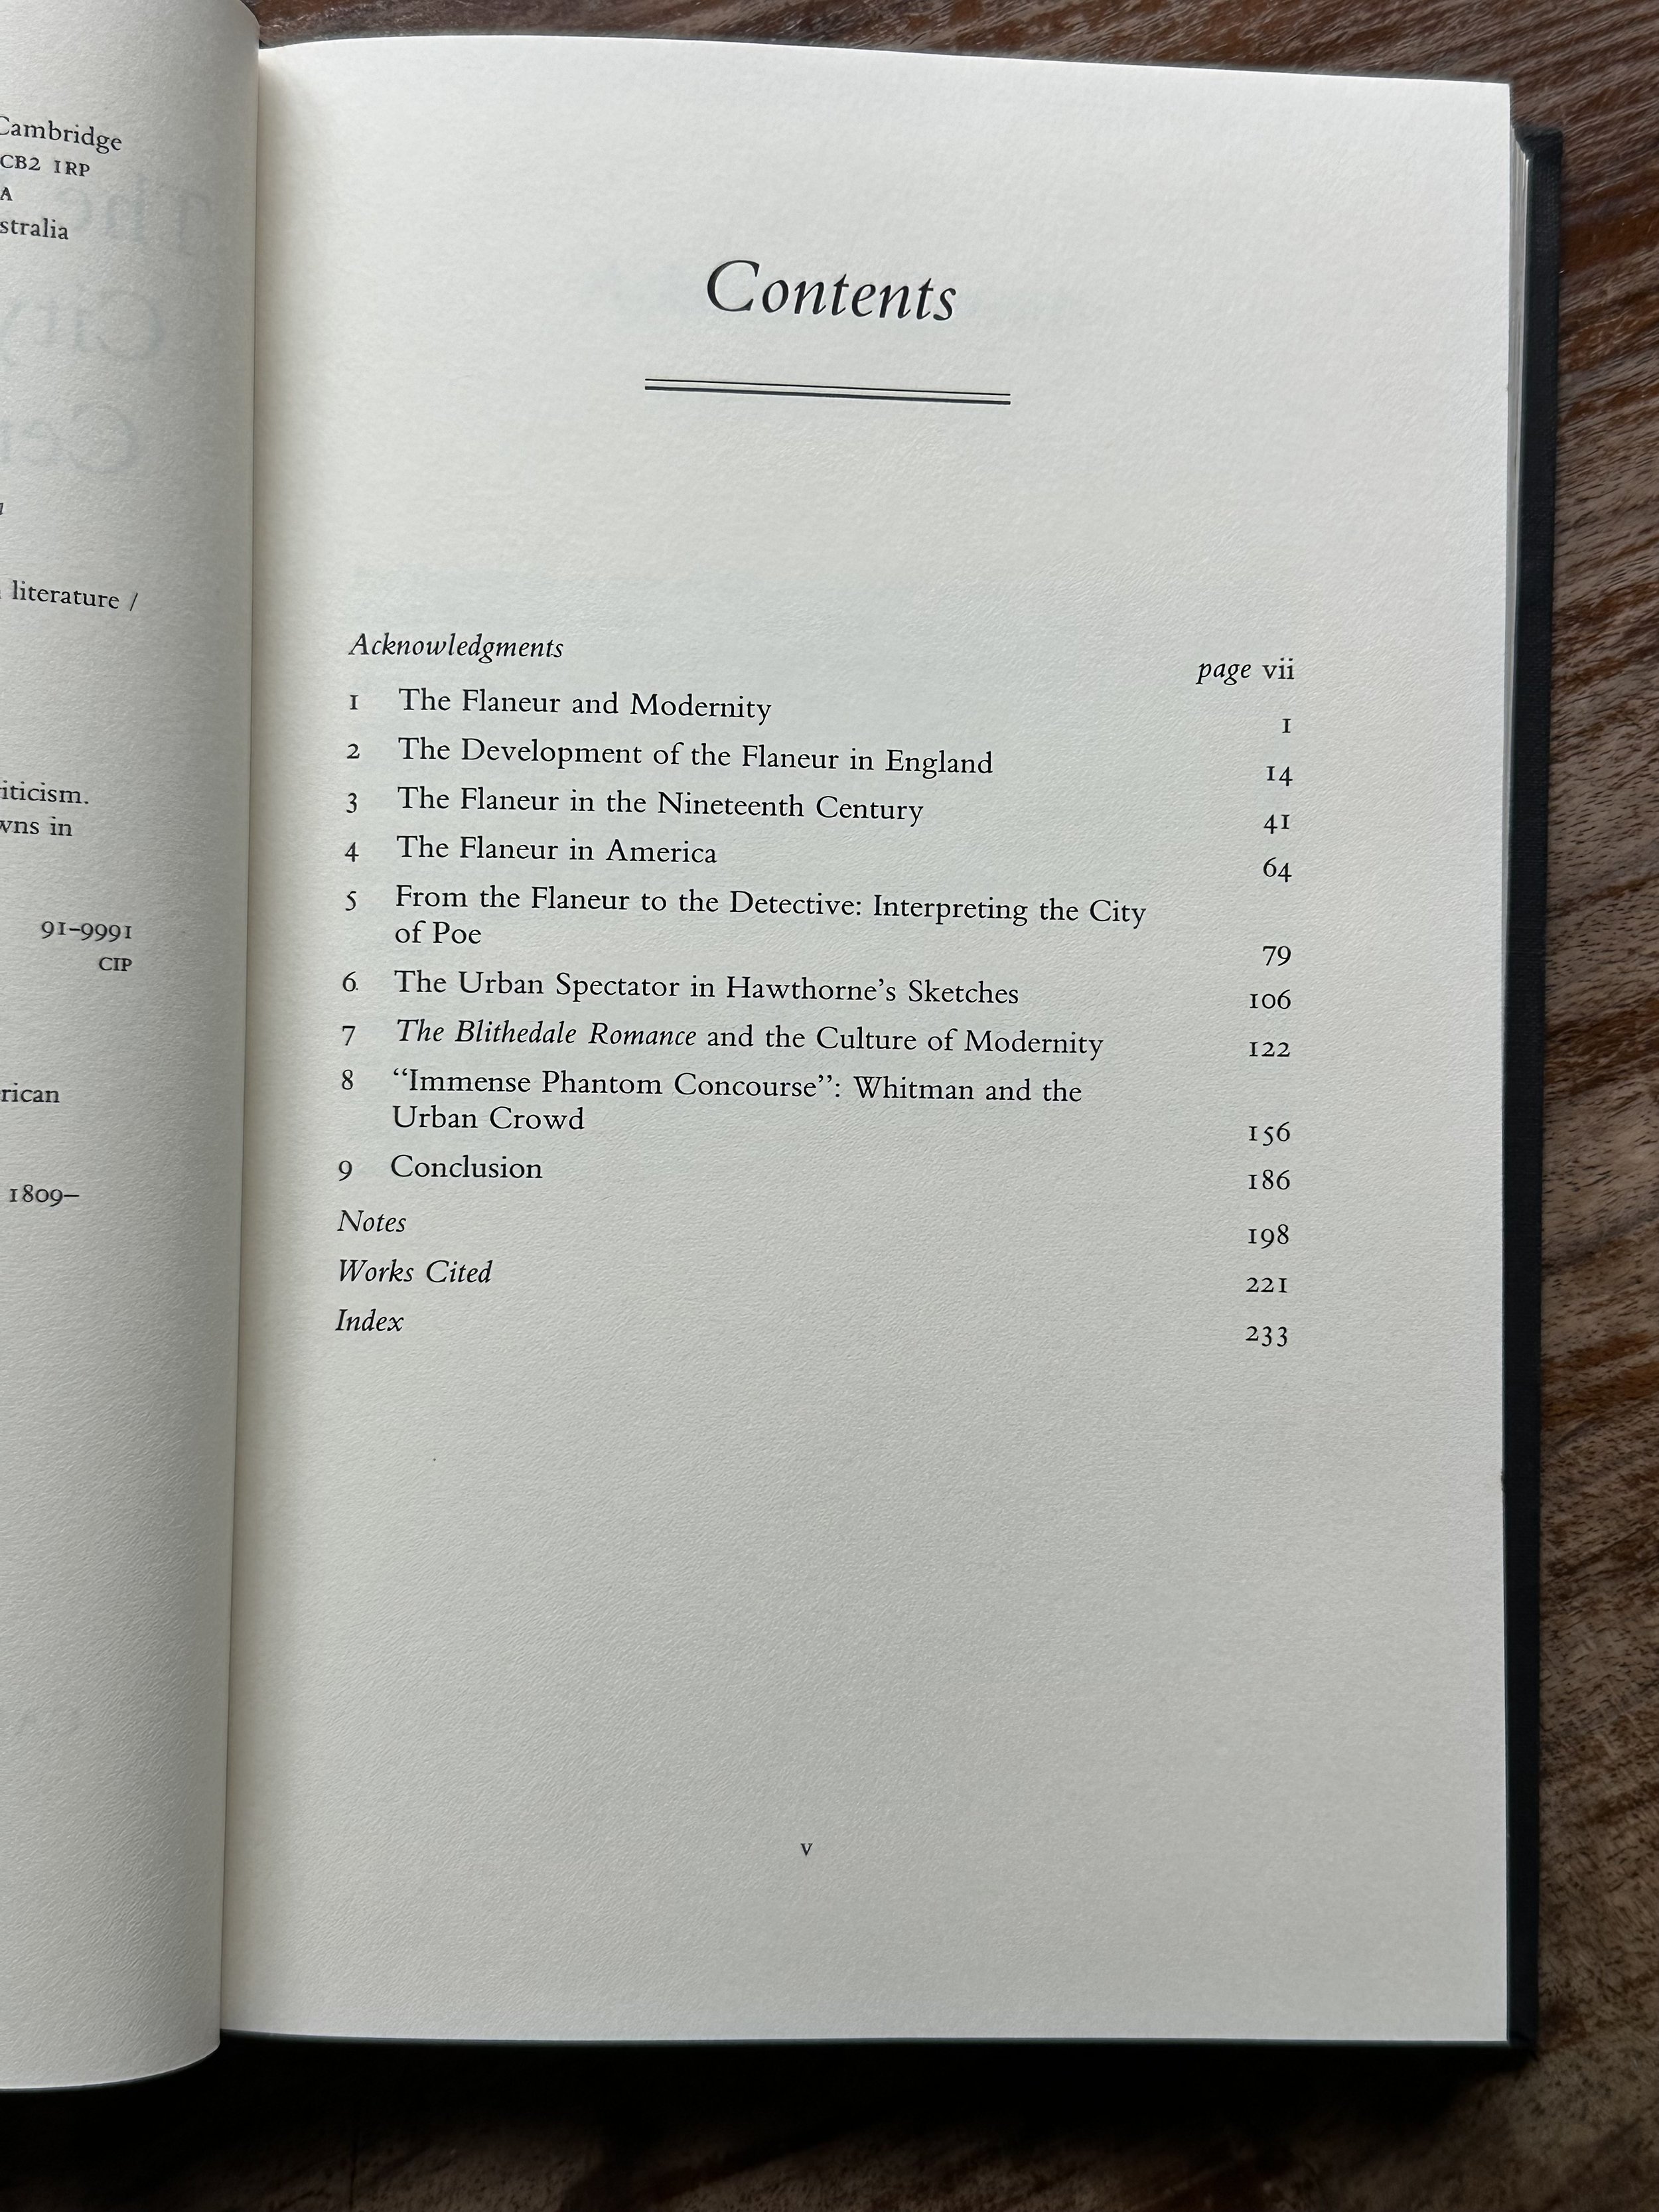 Cambridge
CB2 1RP
A
stralia
literature /
iticism.
wns in
91-9991
CIP
rican
1809–
Contents
Acknowledgments page vii
1 The Flaneur and Modernity 1
2 The Development of the Flaneur in England 14
3 The Flaneur in the Nineteenth Century 41
4 The Flaneur in America 64
5 From the Flaneur to the Detective: Interpreting the City
of Poe 79
6 The Urban Spectator in Hawthorne's Sketches 106
7 The Blithedale Romance and the Culture of Modernity 122
8 “Immense Phantom Concourse”: Whitman and the
Urban Crowd 156
9 Conclusion 186
Notes 198
Works Cited 221
Index 233
v